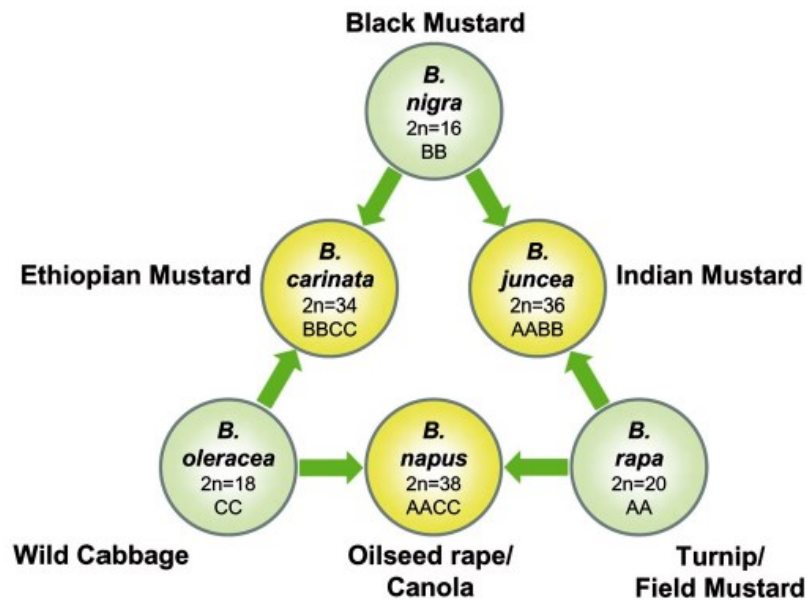 Black Mustard
B.
nigra
2n=16
BB
Ethiopian Mustard
B.
carinata
2n=34
BBCC
B.
juncea
2n=36
AABB
Indian Mustard
B.
oleracea
2n=18
CC
B.
napus
2n=38
AACC
B.
rapa
2n=20
AA
Wild Cabbage
Oilseed rape/
Canola
Turnip/
Field Mustard